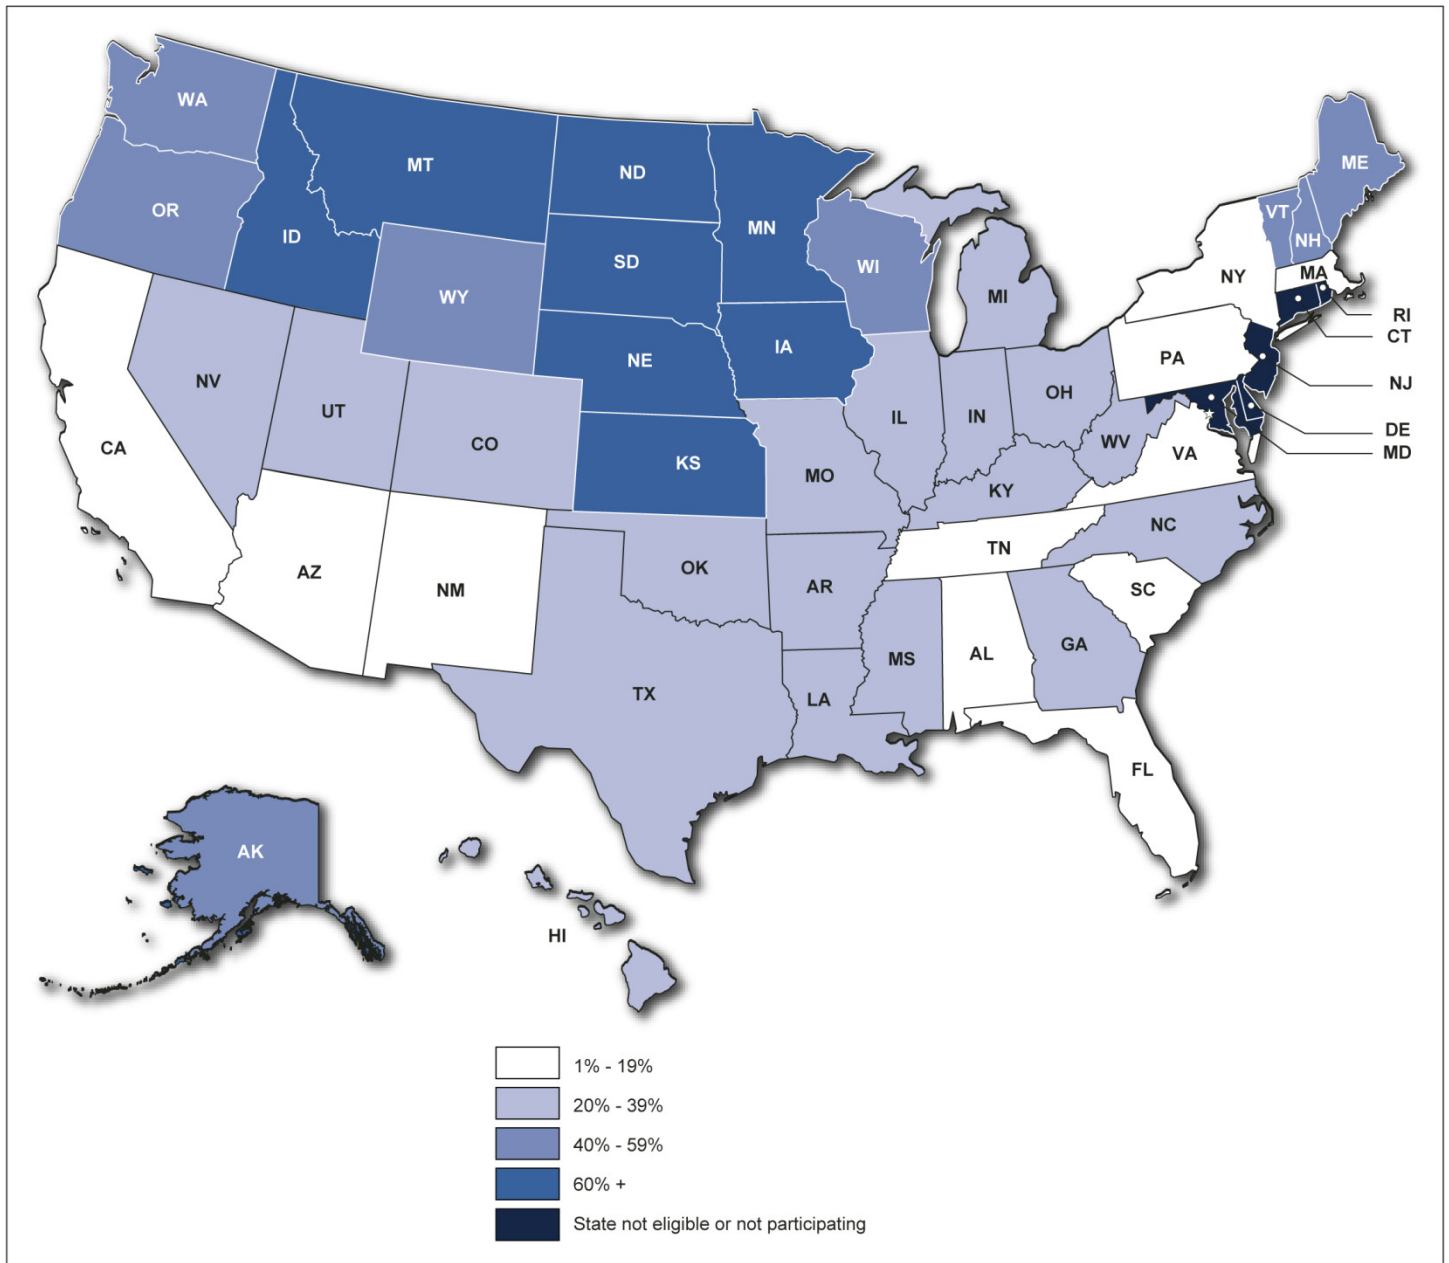 WA
ME
MT
ND
VT
OR
MN
ID
NH
SD
WI
NY
MA
WY
MI
RI
CT
NE
IA
PA
NV
OH
NJ
UT
IL
IN
CO
DE
CA
WV
VA
MD
KS
MO
KY
NC
TN
AZ
OK
NM
AR
SC
MS
AL
GA
TX
LA
FL
AK
HI
1% - 19%
20% - 39%
40% - 59%
60% +
State not eligible or not participating